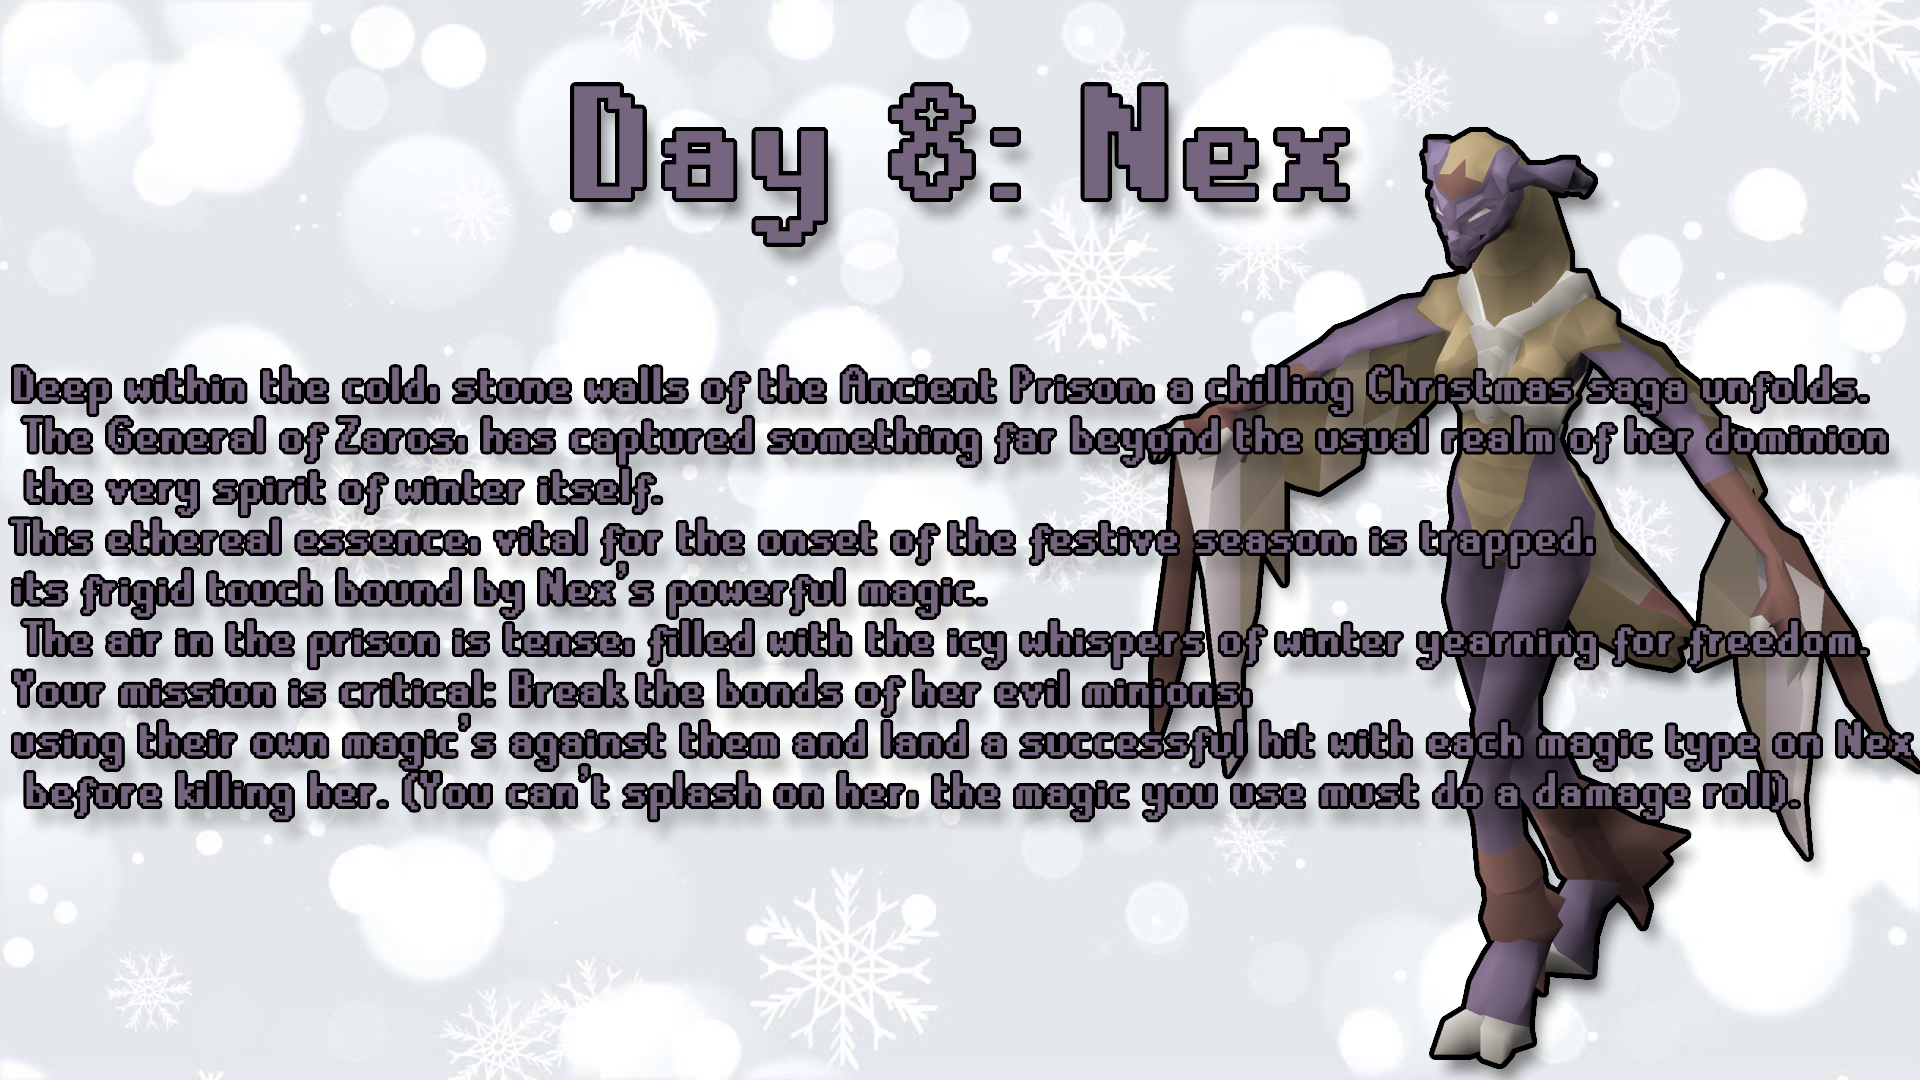 Day 8: Nex
Deep within the cold, stone walls of the Ancient Prison, a chilling Christmas saga unfolds.
The General of Zaros, has captured something far beyond the usual realm of her dominion
the very spirit of winter itself.
This ethereal essence, vital for the onset of the festive season, is trapped,
its frigid touch bound by Nex's powerful magic.
The air in the prison is tense, filled with the icy whispers of winter yearning for freedom.
Your mission is critical: Break the bonds of her evil minions,
using their own magic's against them and land a successful hit with each magic type on Nex
before killing her. (You can't splash on her, the magic you use must do a damage roll).